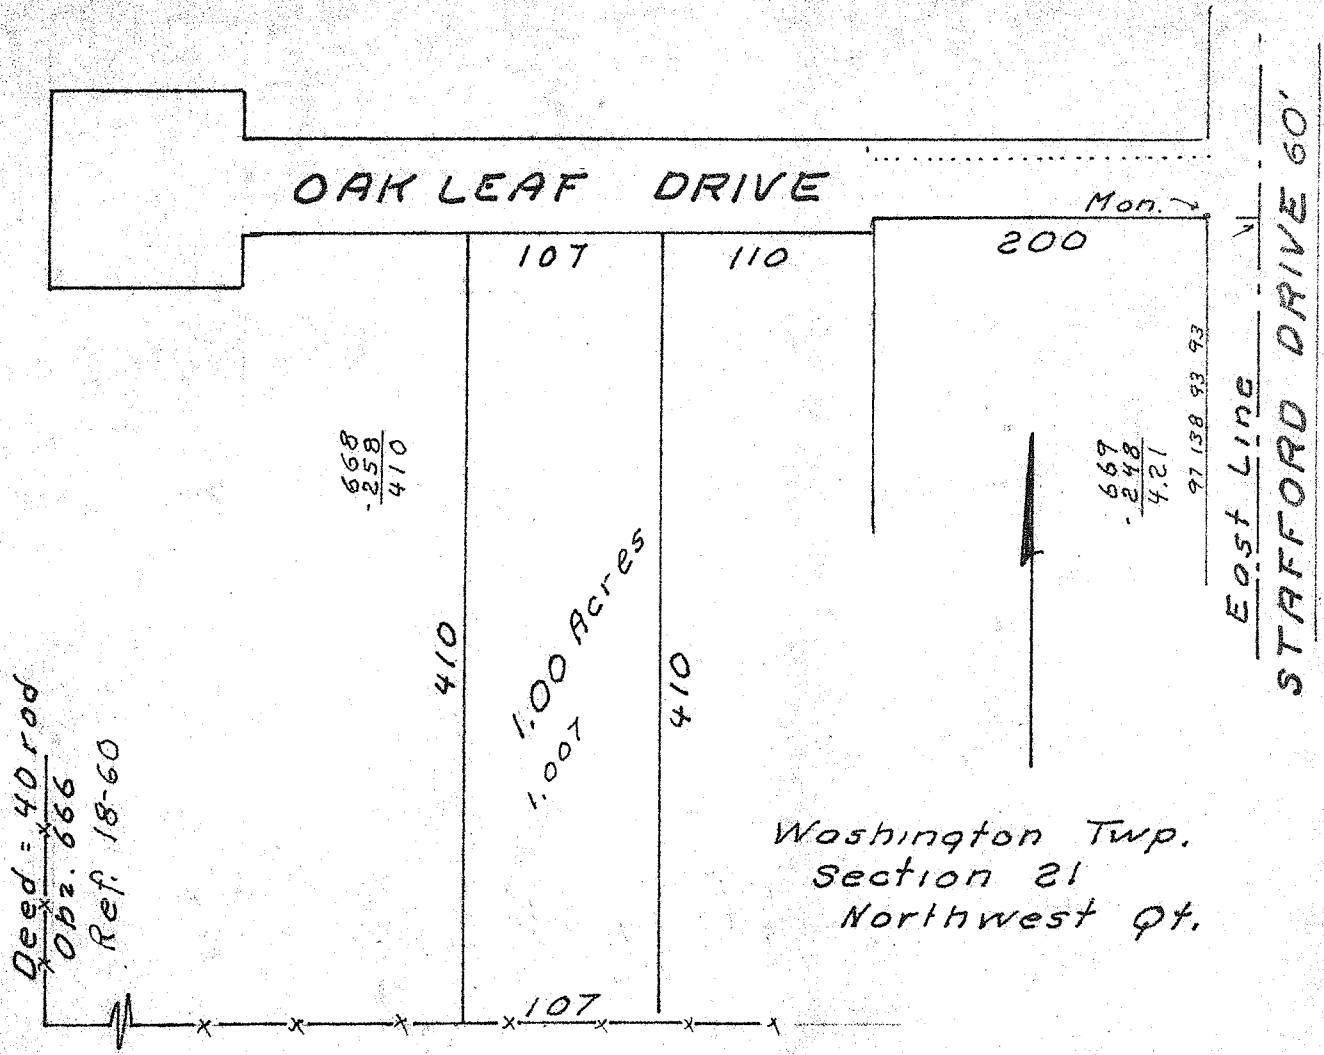 OAK LEAF DRIVE
Mon.
107
110
200
STAFFORD DRIVE 60'
East Line
97 138 93 93
.668
258
410
.669
248
4.21
410
1.00 Acres
1.007
410
Deed = 40 rod
Obz. 666
Ref. 18-60
Washington Twp.
Section 21
Northwest Qt.
107